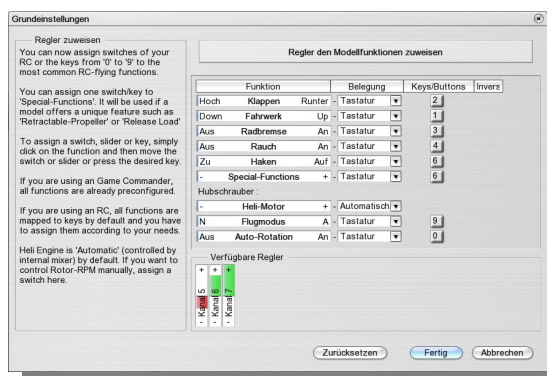 Grundeinstellungen
Regler zuweisen
You can now assign switches of your
RC or the keys from '0' to '9' to the
most common RC-flying functions.
You can assign one switch/key to
'Special-Functions'. It will be used if a
model offers a unique feature such as
'Retractable-Propeller' or 'Release Load'
To assign a switch, slider or key, simply
click on the function and then move the
switch or slider or press the desired key.
If you are using an Game Commander,
all functions are already preconfigured.
If you are using an RC, all functions are
mapped to keys by default and you have
to assign them according to your needs.
Heli Engine is 'Automatic' (controlled by
internal mixer) by default. If you want to
control Rotor-RPM manually, assign a
switch here.
Regler den Modellfunktionen zuweisen
Funktion Belegung Keys/Buttons Invers
Hoch Klappen Runter - Tastatur 2
Down Fahrwerk Up - Tastatur 1
Aus Radbremse An - Tastatur 3
Aus Rauch An - Tastatur 4
Zu Haken Auf - Tastatur 6
- Special-Functions + - Tastatur 6
Hubschrauber :
- Heli-Motor + - Automatisch
N Flugmodus A - Tastatur 9
Aus Auto-Rotation An - Tastatur 0
Verfügbare Regler
- Kanal 5 +
- Kanal 6 +
- Kanal 7 +
Zurücksetzen Fertig Abbrechen